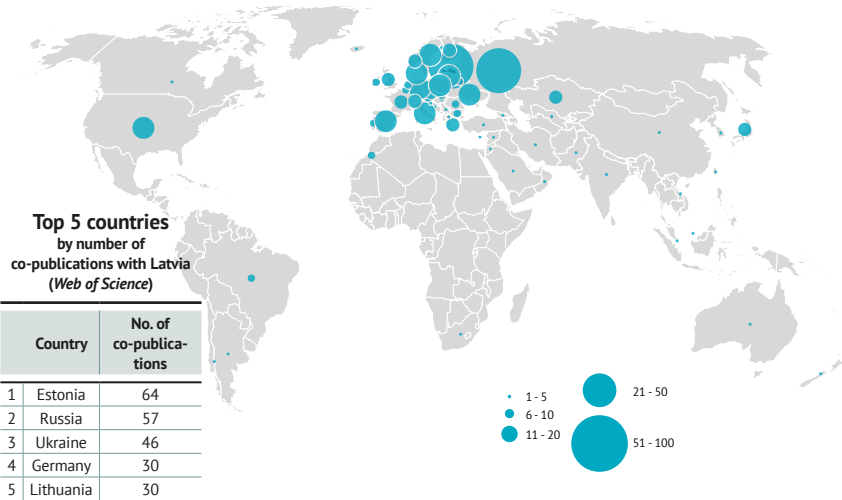 Top 5 countries
by number of
co-publications with Latvia
(Web of Science)
Country No. of
co-publica-
tions
1 Estonia 64
2 Russia 57
3 Ukraine 46
4 Germany 30
5 Lithuania 30
1 - 5
6 - 10
11 - 20
21 - 50
51 - 100